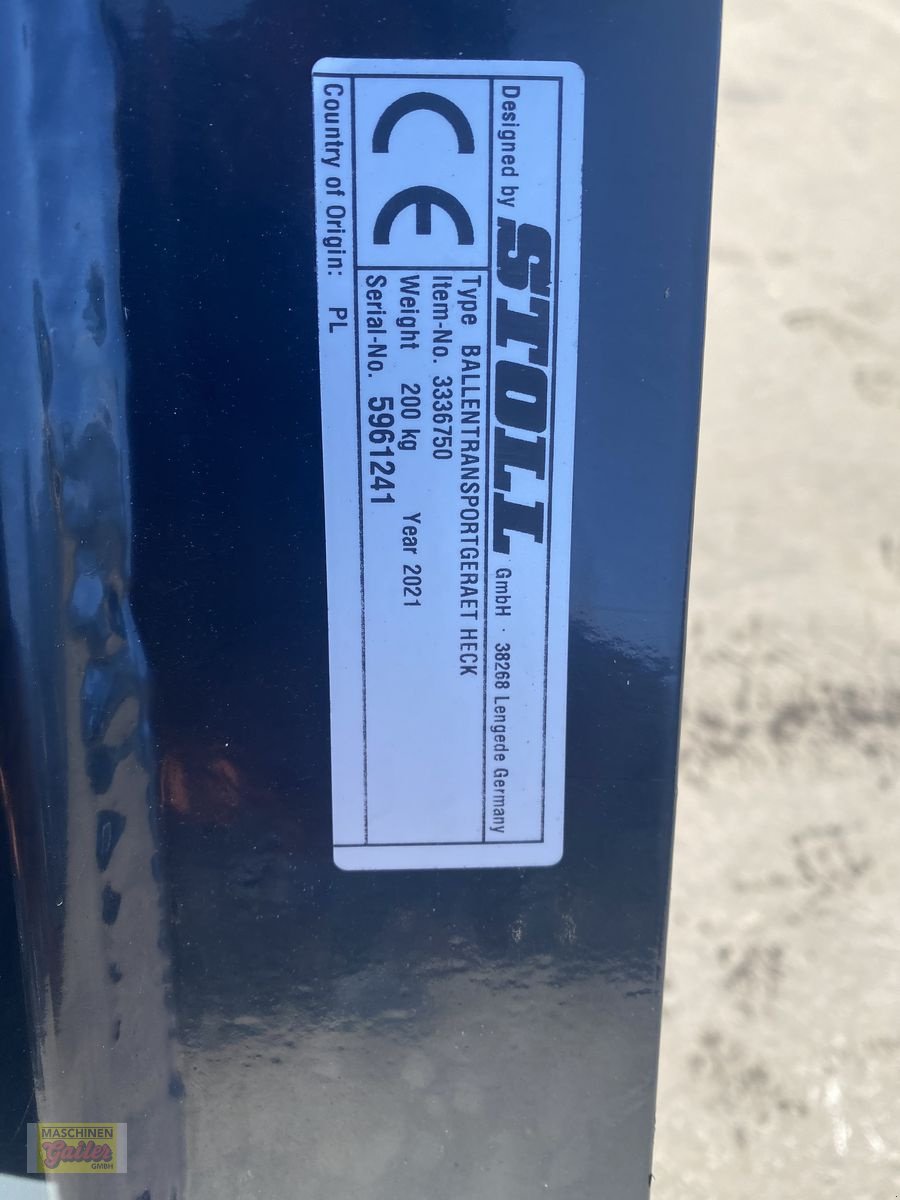 Designed by STOLL GmbH · 38268 Lengede Germany
CE
Type BALLENTRANSPORTGERAET HECK
Item-No. 3336750
Weight 200 kg Year 2021
Serial-No. 5961241
Country of Origin: PL
MASCHINEN
Gailer
GMBH